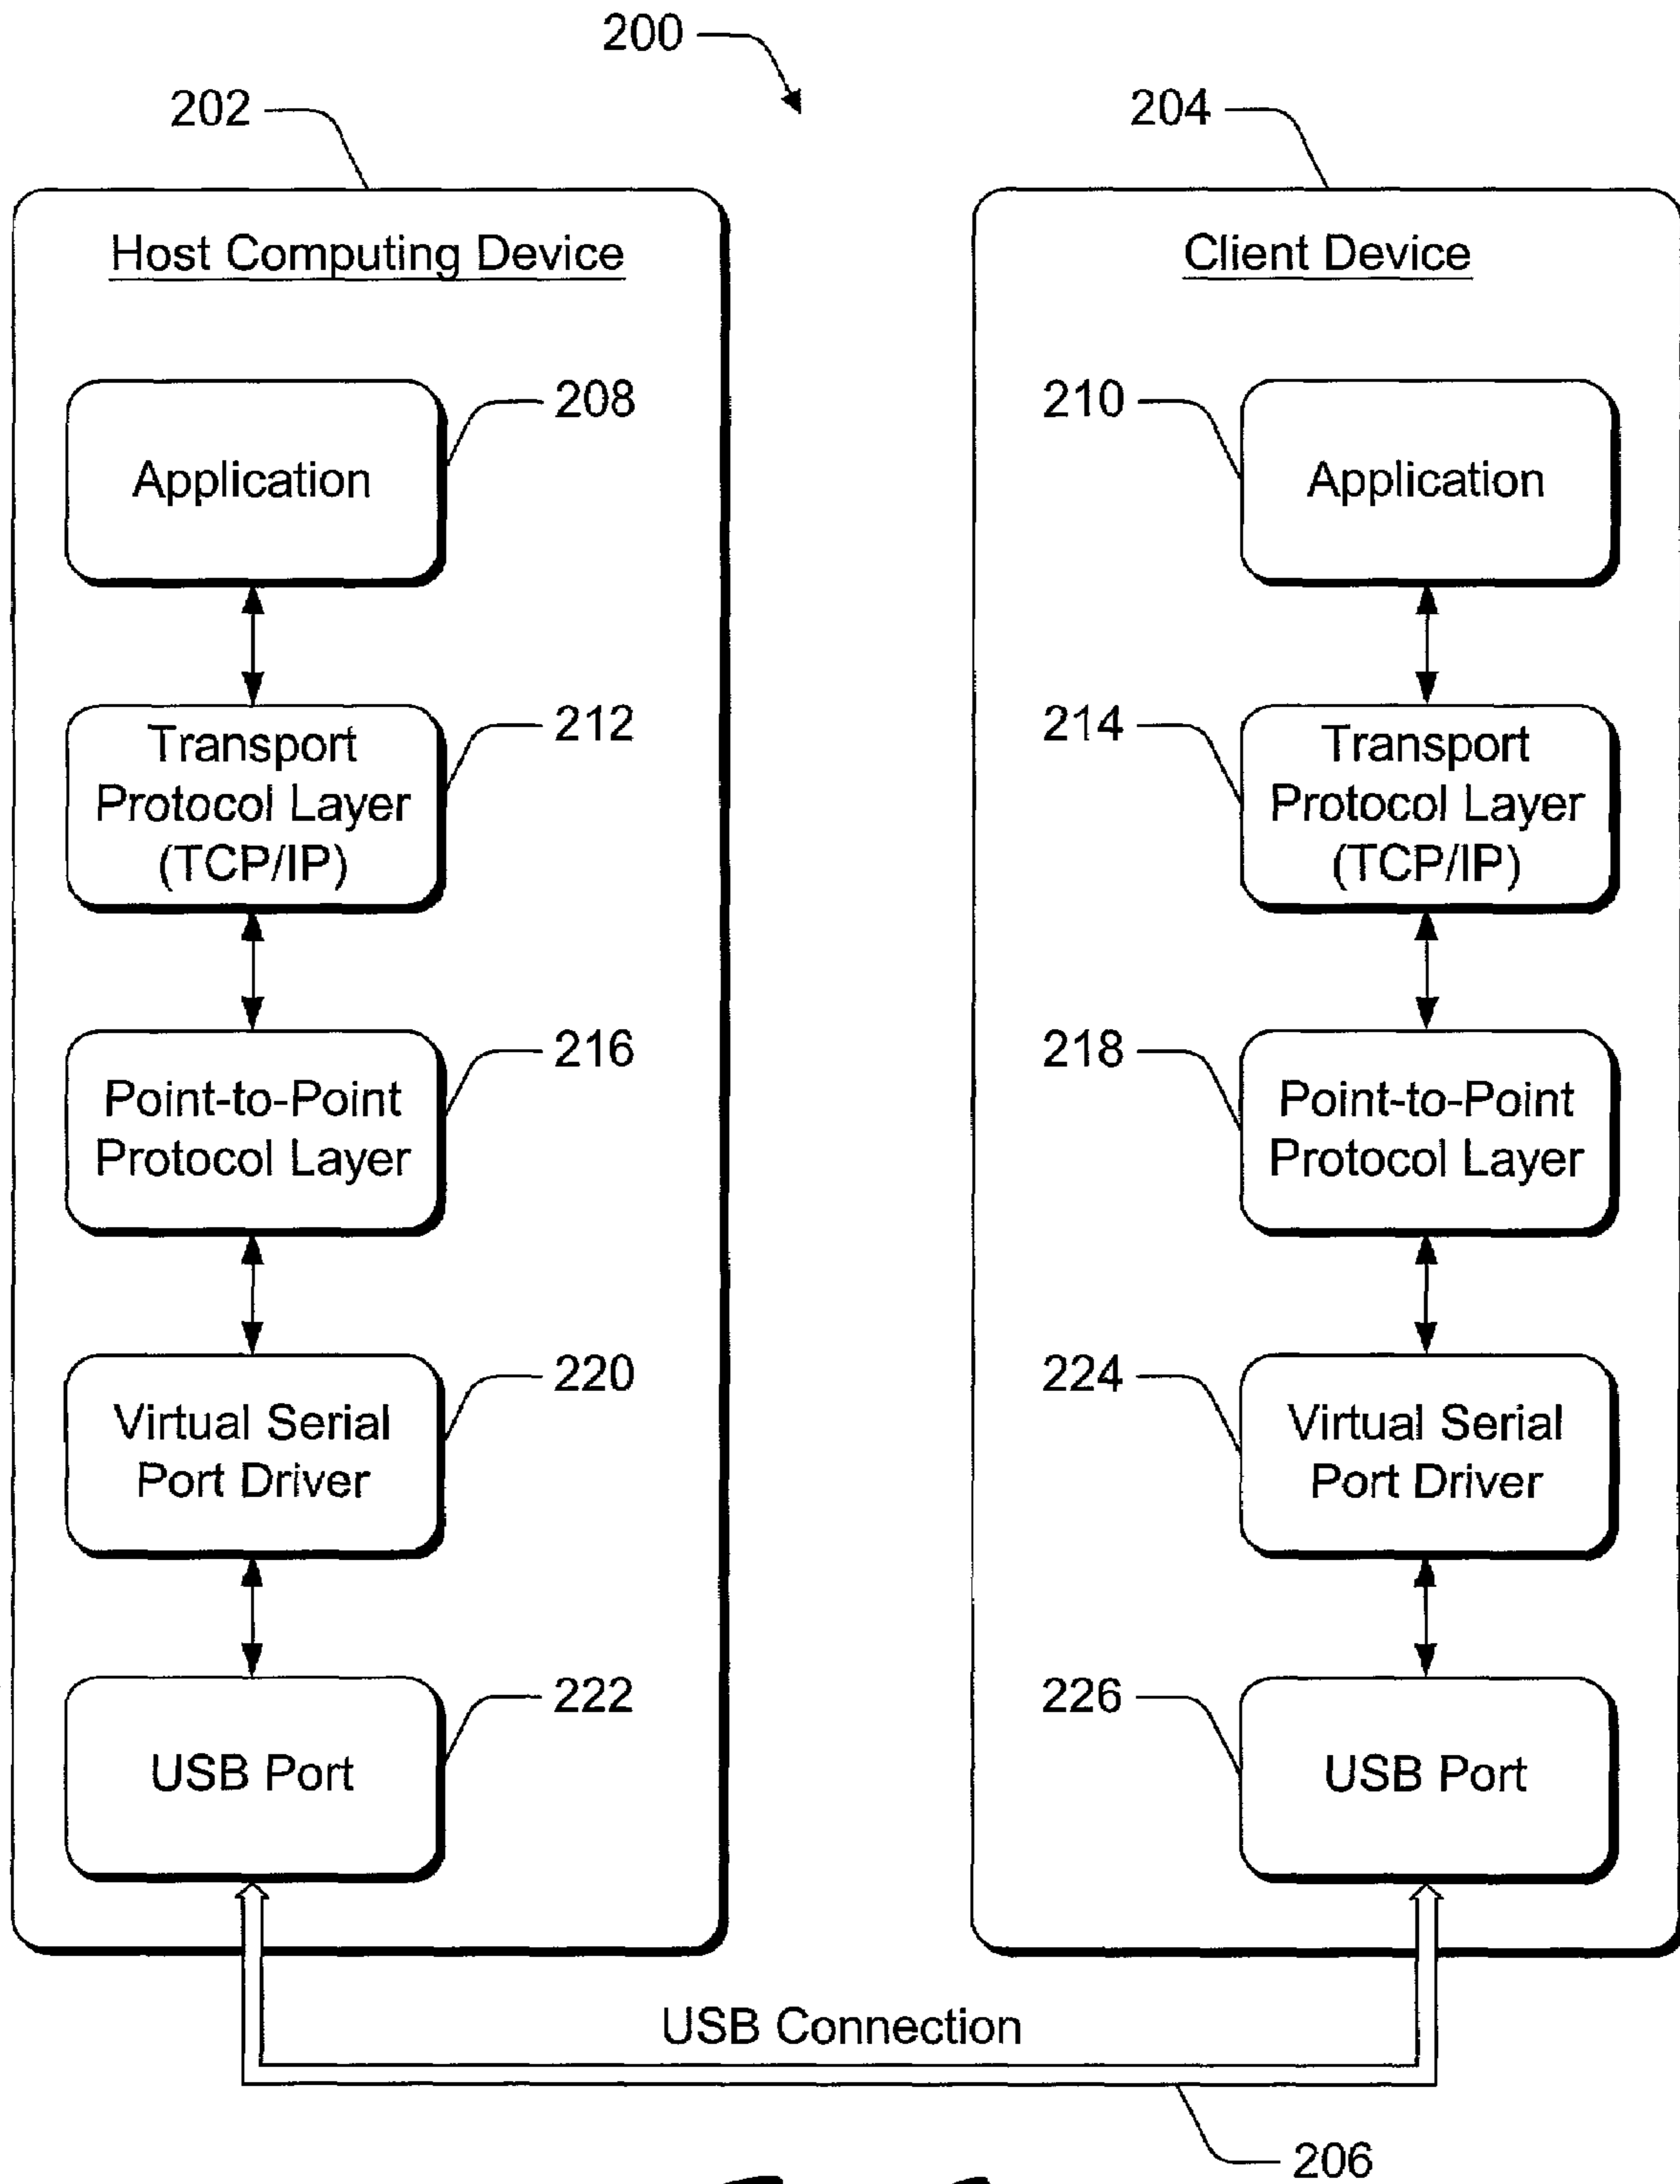 200
202
204
Host Computing Device
Client Device
208
Application
210
Application
212
Transport
Protocol Layer
(TCP/IP)
214
Transport
Protocol Layer
(TCP/IP)
216
Point-to-Point
Protocol Layer
218
Point-to-Point
Protocol Layer
220
Virtual Serial
Port Driver
224
Virtual Serial
Port Driver
222
USB Port
226
USB Port
USB Connection
206